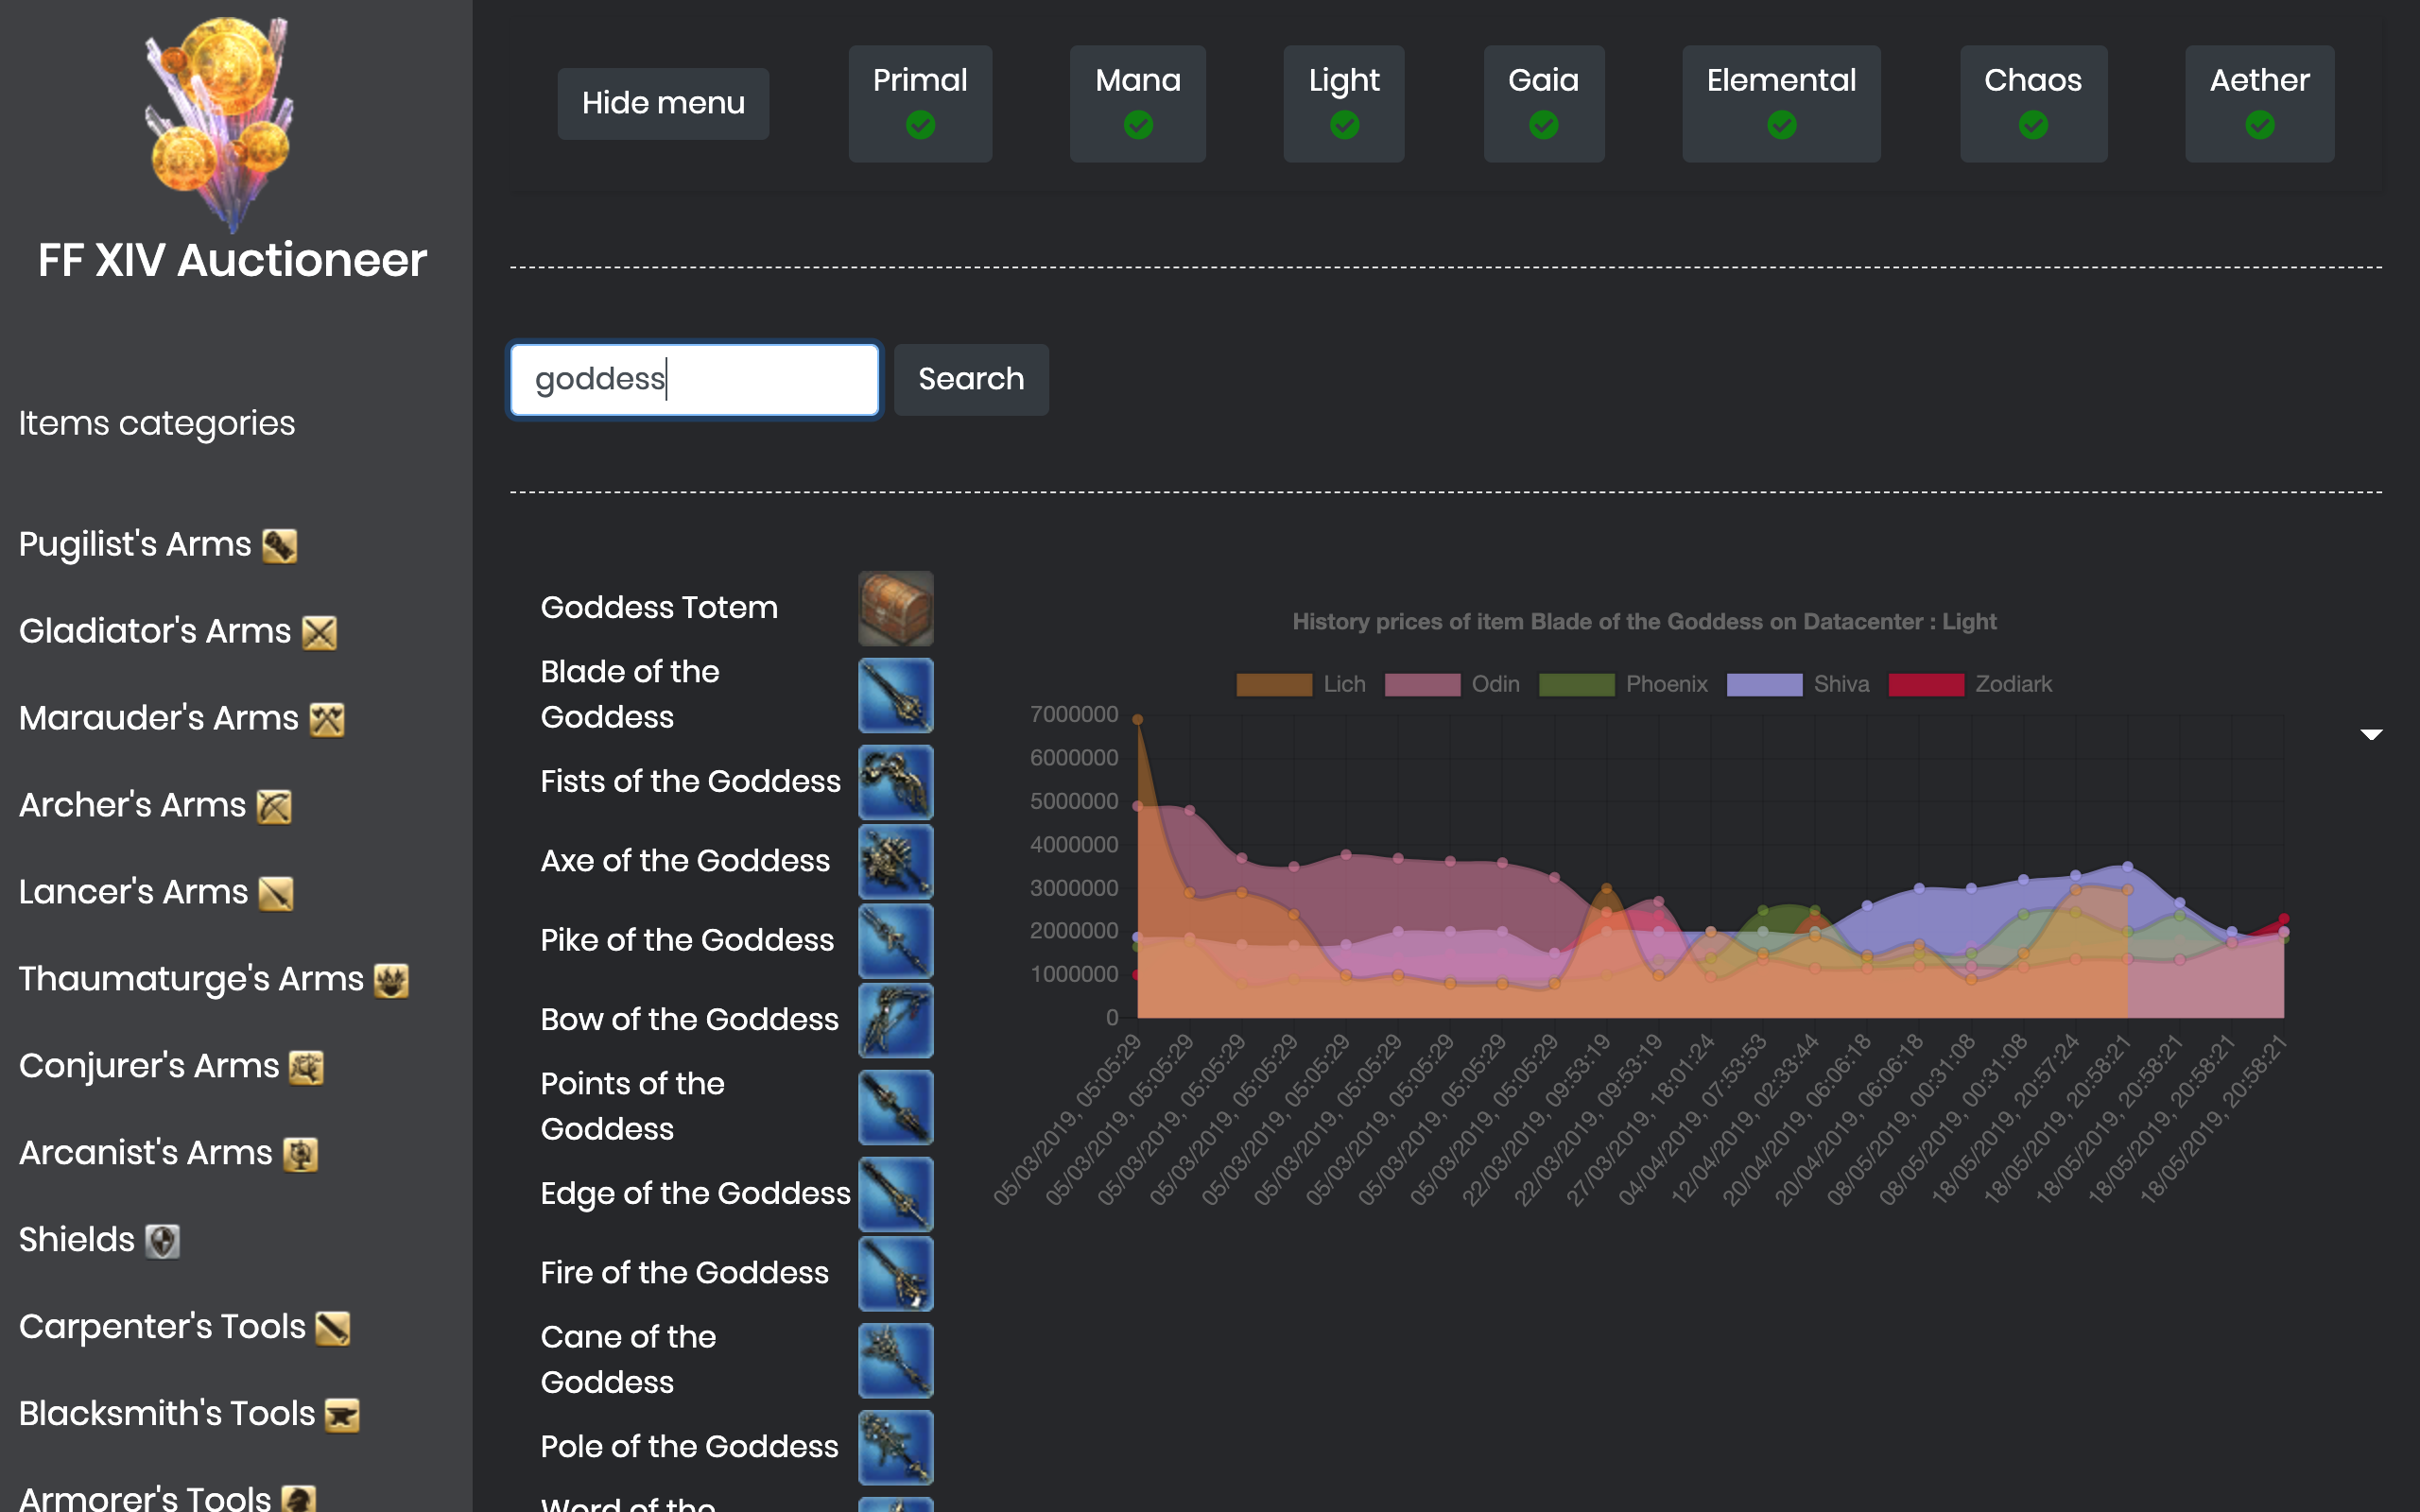 FF XIV Auctioneer
Items categories
Pugilist's Arms
Gladiator's Arms
Marauder's Arms
Archer's Arms
Lancer's Arms
Thaumaturge's Arms
Conjurer's Arms
Arcanist's Arms
Shields
Carpenter's Tools
Blacksmith's Tools
Armorer's Tools
Hide menu
Primal
Mana
Light
Gaia
Elemental
Chaos
Aether
goddess
Search
Goddess Totem
Blade of the
Goddess
Fists of the Goddess
Axe of the Goddess
Pike of the Goddess
Bow of the Goddess
Points of the
Goddess
Edge of the Goddess
Fire of the Goddess
Cane of the
Goddess
Pole of the Goddess
Word of the
History prices of item Blade of the Goddess on Datacenter : Light
Lich
Odin
Phoenix
Shiva
Zodiark
7000000
6000000
5000000
4000000
3000000
2000000
1000000
0
05/03/2019, 05:05:29
05/03/2019, 05:05:29
05/03/2019, 05:05:29
05/03/2019, 05:05:29
05/03/2019, 05:05:29
05/03/2019, 05:05:29
05/03/2019, 05:05:29
05/03/2019, 05:05:29
05/03/2019, 05:05:29
22/03/2019, 09:53:19
22/03/2019, 09:53:19
27/03/2019, 18:01:24
04/04/2019, 07:53:53
12/04/2019, 02:33:44
20/04/2019, 06:06:18
20/04/2019, 06:06:18
08/05/2019, 00:31:08
08/05/2019, 00:31:08
18/05/2019, 20:57:24
18/05/2019, 20:58:21
18/05/2019, 20:58:21
18/05/2019, 20:58:21
18/05/2019, 20:58:21